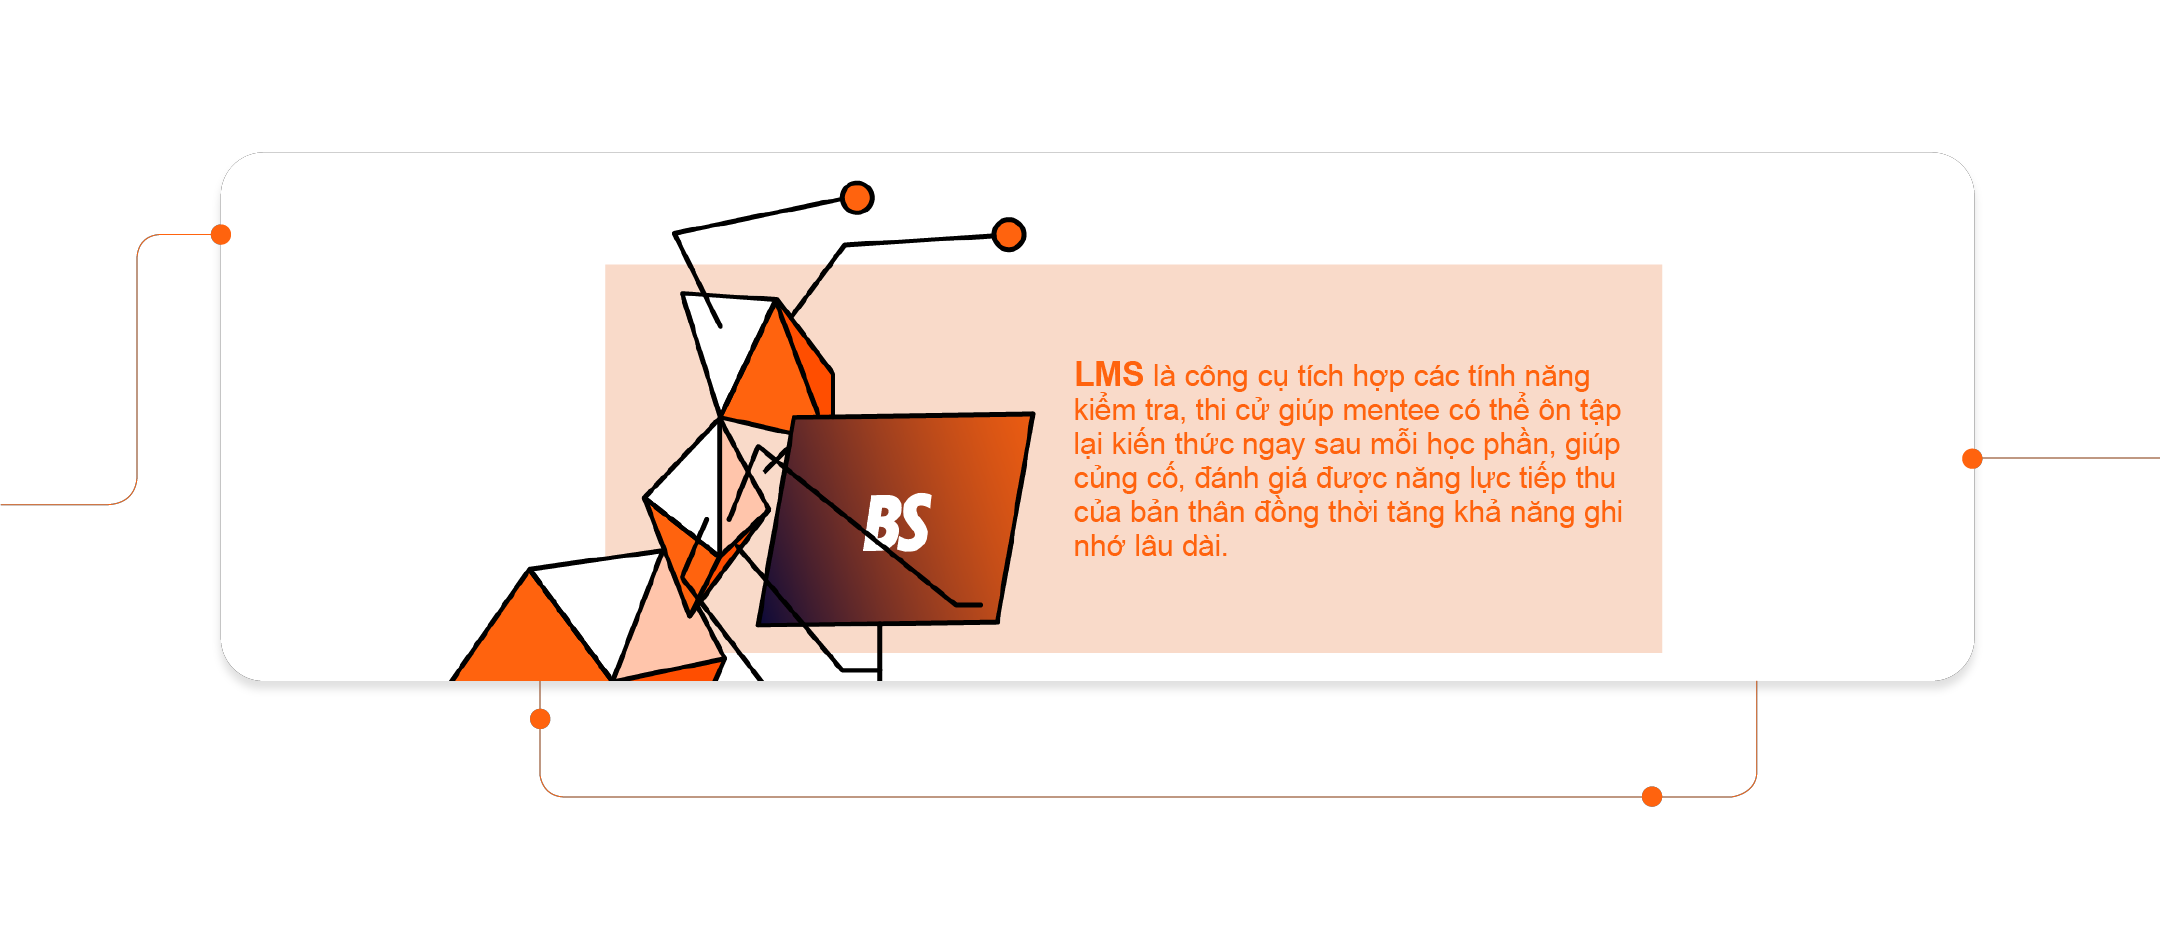 BS
LMS là công cụ tích hợp các tính năng
kiểm tra, thi cử giúp mentee có thể ôn tập
lại kiến thức ngay sau mỗi học phần, giúp
củng cố, đánh giá được năng lực tiếp thu
của bản thân đồng thời tăng khả năng ghi
nhớ lâu dài.